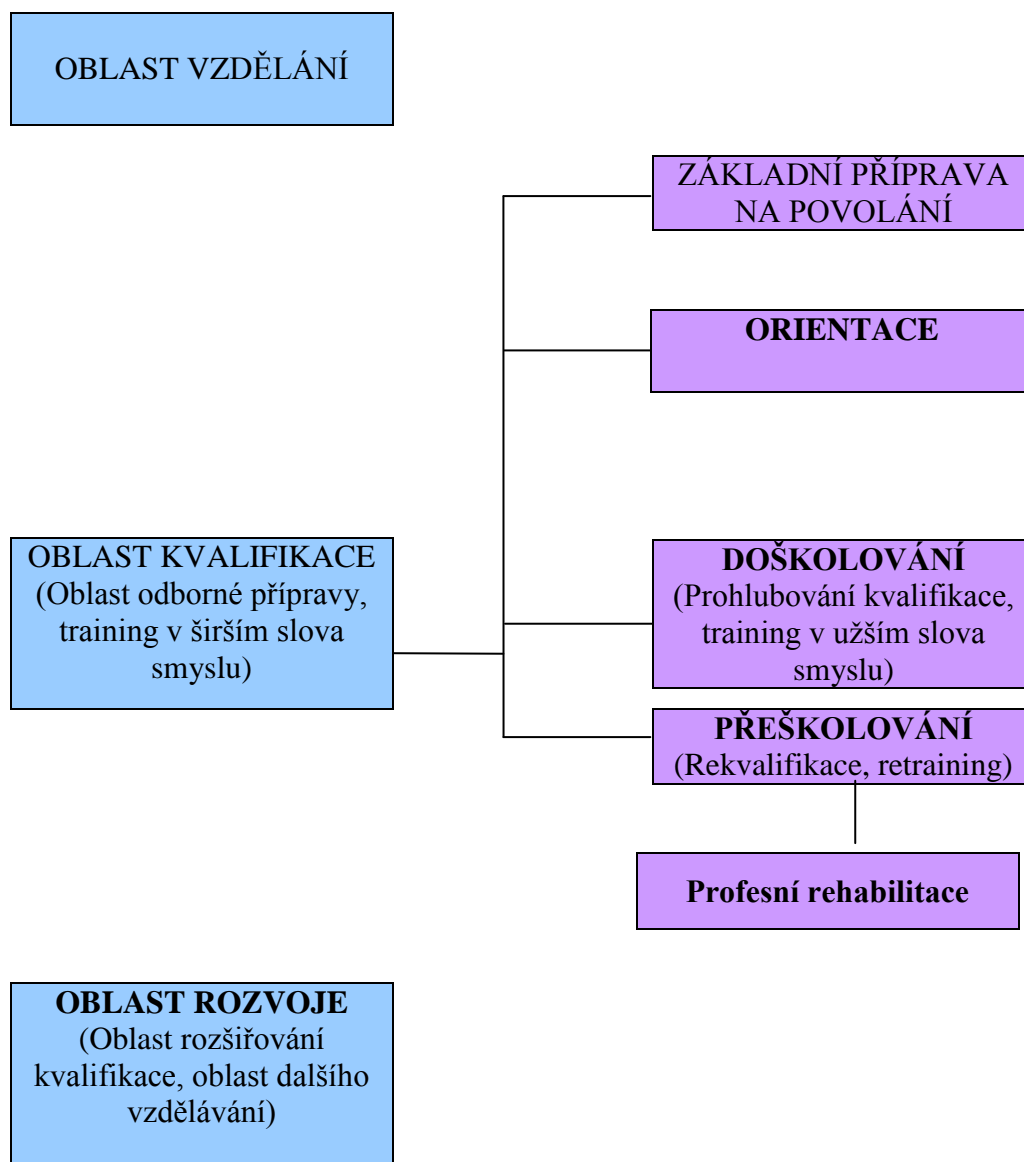 OBLAST VZDĚLÁNÍ
ZÁKLADNÍ PŘÍPRAVA
NA POVOLÁNÍ
ORIENTACE
OBLAST KVALIFIKACE
(Oblast odborné přípravy,
training v širším slova
smyslu)
DOŠKOLOVÁNÍ
(Prohlubování kvalifikace,
training v užším slova
smyslu)
PŘEŠKOLOVÁNÍ
(Rekvalifikace, retraining)
Profesní rehabilitace
OBLAST ROZVOJE
(Oblast rozšiřování
kvalifikace, oblast dalšího
vzdělávání)